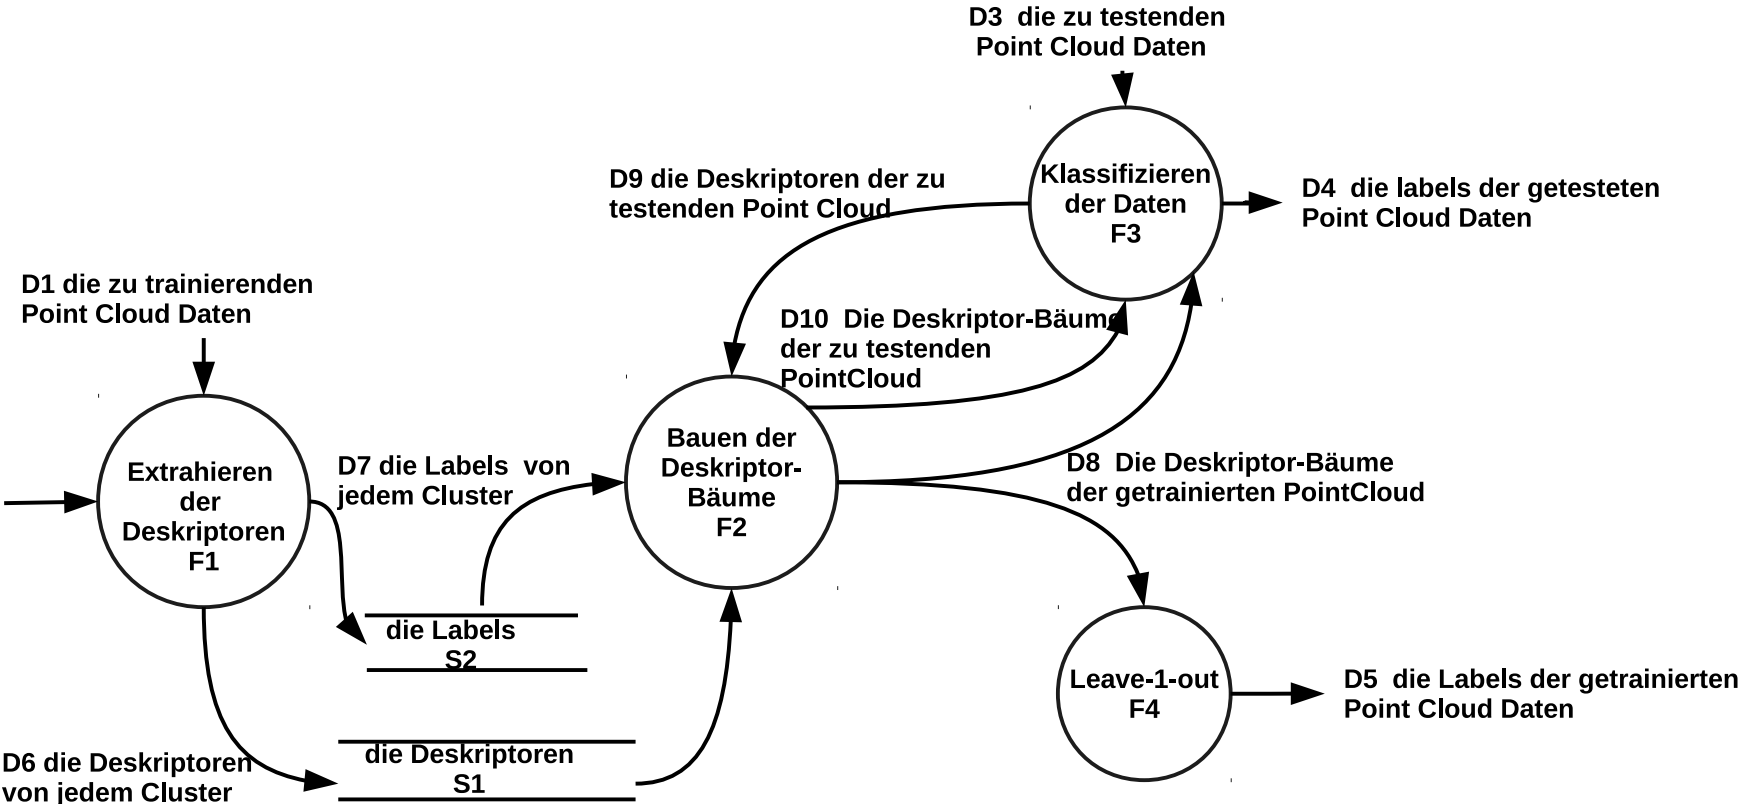 D3 die zu testenden
Point Cloud Daten
Klassifizieren
der Daten
F3
D9 die Deskriptoren der zu
testenden Point Cloud
D4 die labels der getesteten
Point Cloud Daten
D1 die zu trainierenden
Point Cloud Daten
D10 Die Deskriptor-Bäume
der zu testenden
PointCloud
Bauen der
Deskriptor-
Bäume
F2
Extrahieren
der
Deskriptoren
F1
D7 die Labels von
jedem Cluster
D8 Die Deskriptor-Bäume
der getrainierten PointCloud
die Labels
S2
Leave-1-out
F4
D5 die Labels der getrainierten
Point Cloud Daten
die Deskriptoren
S1
D6 die Deskriptoren
von jedem Cluster